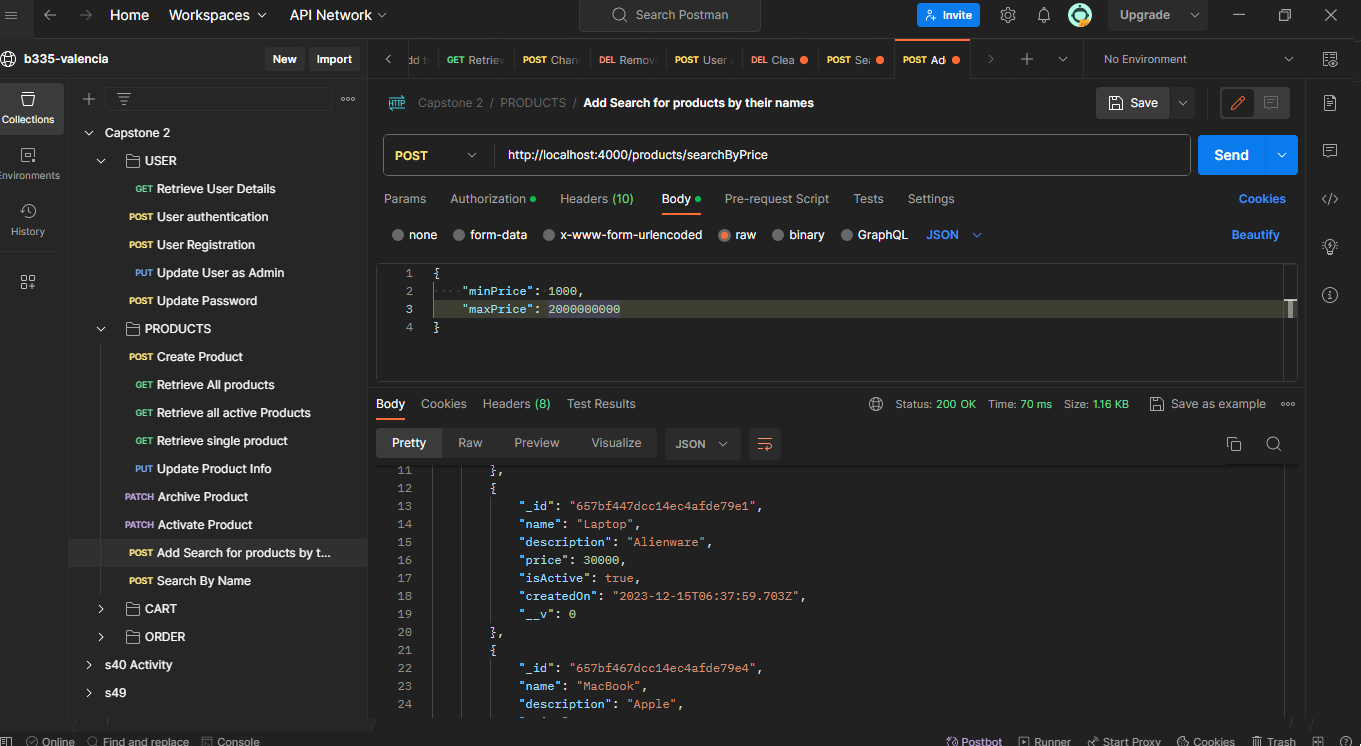 Home Workspaces API Network Search Postman Invite Upgrade
b335-valencia New Import
GET Retriev POST Chan DEL Remov POST User DEL Clea POST Sea POST Ad No Environment
Collections
Environments
History
Capstone 2
USER
GET Retrieve User Details
POST User authentication
POST User Registration
PUT Update User as Admin
POST Update Password
PRODUCTS
POST Create Product
GET Retrieve All products
GET Retrieve all active Products
GET Retrieve single product
PUT Update Product Info
PATCH Archive Product
PATCH Activate Product
POST Add Search for products by t...
POST Search By Name
CART
ORDER
s40 Activity
s49
HTTP Capstone 2 / PRODUCTS / Add Search for products by their names Save
POST http://localhost:4000/products/searchByPrice Send
Params Authorization Headers (10) Body Pre-request Script Tests Settings Cookies
none form-data x-www-form-urlencoded raw binary GraphQL JSON Beautify
1 {
2 "minPrice": 1000,
3 "maxPrice": 2000000000
4 }
Body Cookies Headers (8) Test Results Status: 200 OK Time: 70 ms Size: 1.16 KB Save as example
Pretty Raw Preview Visualize JSON
11 },
12 {
13 "_id": "657bf447dcc14ec4afde79e1",
14 "name": "Laptop",
15 "description": "Alienware",
16 "price": 30000,
17 "isActive": true,
18 "createdOn": "2023-12-15T06:37:59.703Z",
19 "__v": 0
20 },
21 {
22 "_id": "657bf467dcc14ec4afde79e4",
23 "name": "MacBook",
24 "description": "Apple",
Online Find and replace Console Postbot Runner Start Proxy Cookies Trash